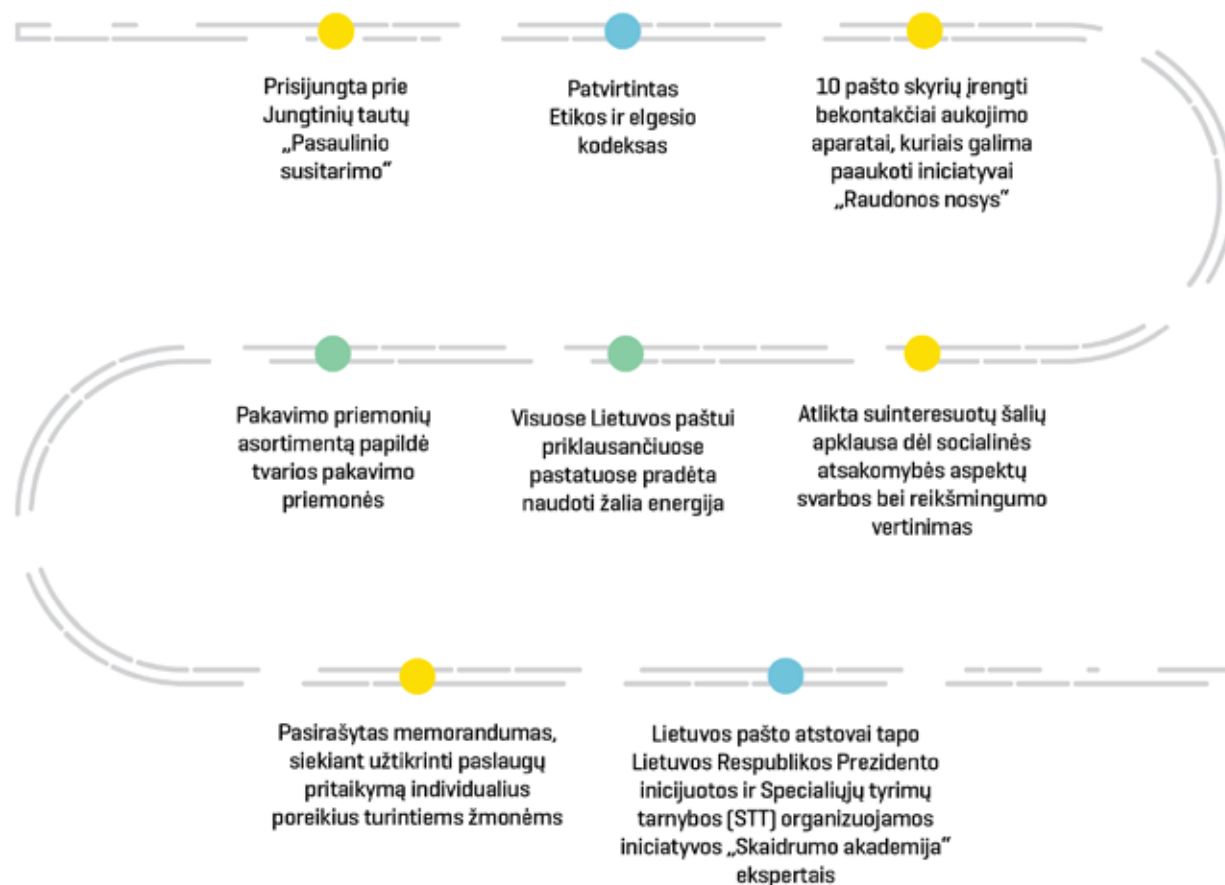 Prisijungta prie
Jungtinių tautų
„Pasaulinio
susitarimo“
Patvirtintas
Etikos ir elgesio
kodeksas
10 pašto skyrių įrengti
bekontakčiai aukojimo
aparatai, kuriais galima
paaukoti iniciatyvai
„Raudonos nosys“
Pakavimo priemonių
asortimentą papildė
tvarios pakavimo
priemonės
Visuose Lietuvos paštui
priklausančiuose
pastatuose pradėta
naudoti žalia energija
Atlikta suinteresuotų šalių
apklausa dėl socialinės
atsakomybės aspektų
svarbos bei reikšmingumo
vertinimas
Pasirašytas memorandumas,
siekiant užtikrinti paslaugų
pritaikymą individualius
poreikius turintiems žmonėms
Lietuvos pašto atstovai tapo
Lietuvos Respublikos Prezidento
inicijuotos ir Specialiųjų tyrimų
tarnybos (STT) organizuojamos
iniciatyvos „Skaidrumo akademija“
ekspertais